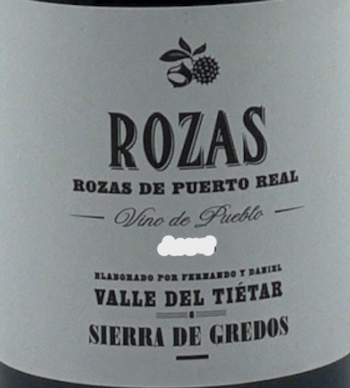 ROZAS
ROZAS DE PUERTO REAL
Vino de Pueblo
ELABORADO POR FERNANDO Y DANIEL
VALLE DEL TIÉTAR
SIERRA DE GREDOS